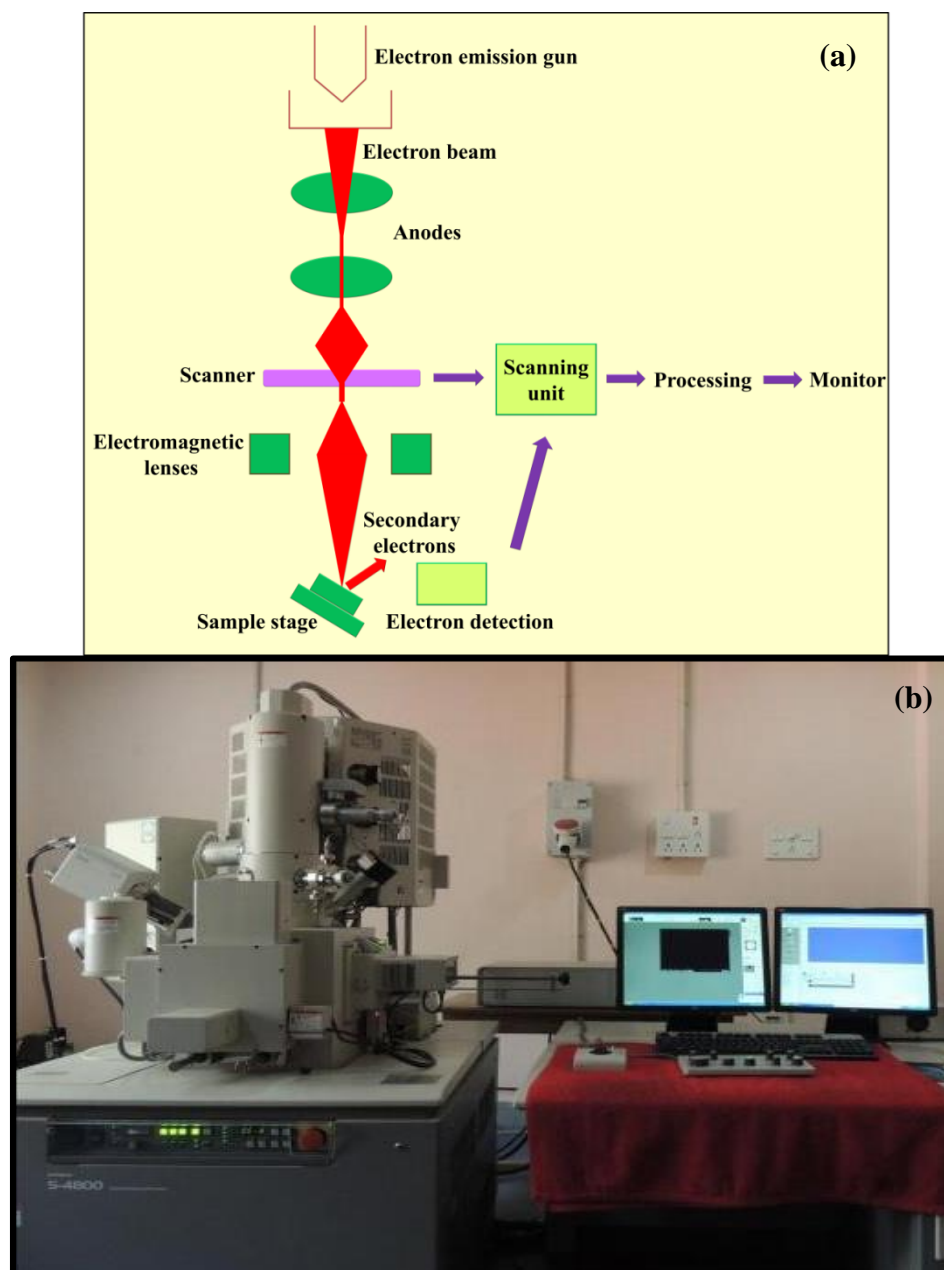 (a)
Electron emission gun
Electron beam
Anodes
Scanner
Scanning
unit
Processing
Monitor
Electromagnetic
lenses
Secondary
electrons
Sample stage
Electron detection
(b)
S-4800